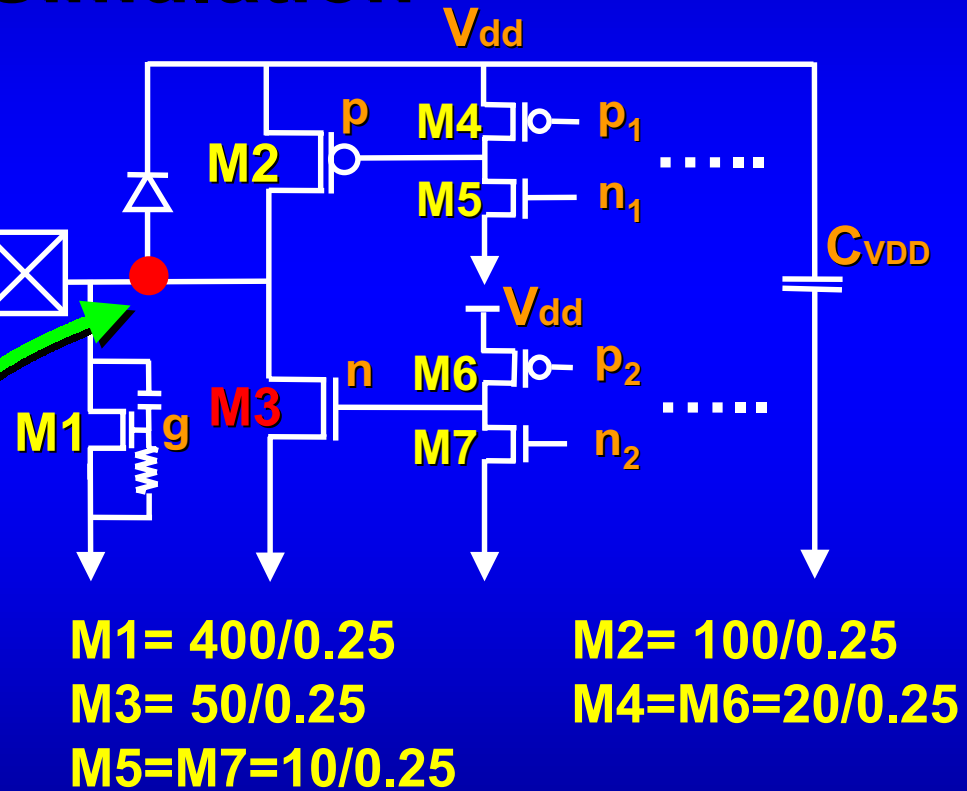 Simulation
Vdd
p
M4
p1
M2
M5
n1
CVDD
Vdd
n
M6
p2
M3
M1
g
M7
n2
M1= 400/0.25
M2= 100/0.25
M3= 50/0.25
M4=M6=20/0.25
M5=M7=10/0.25